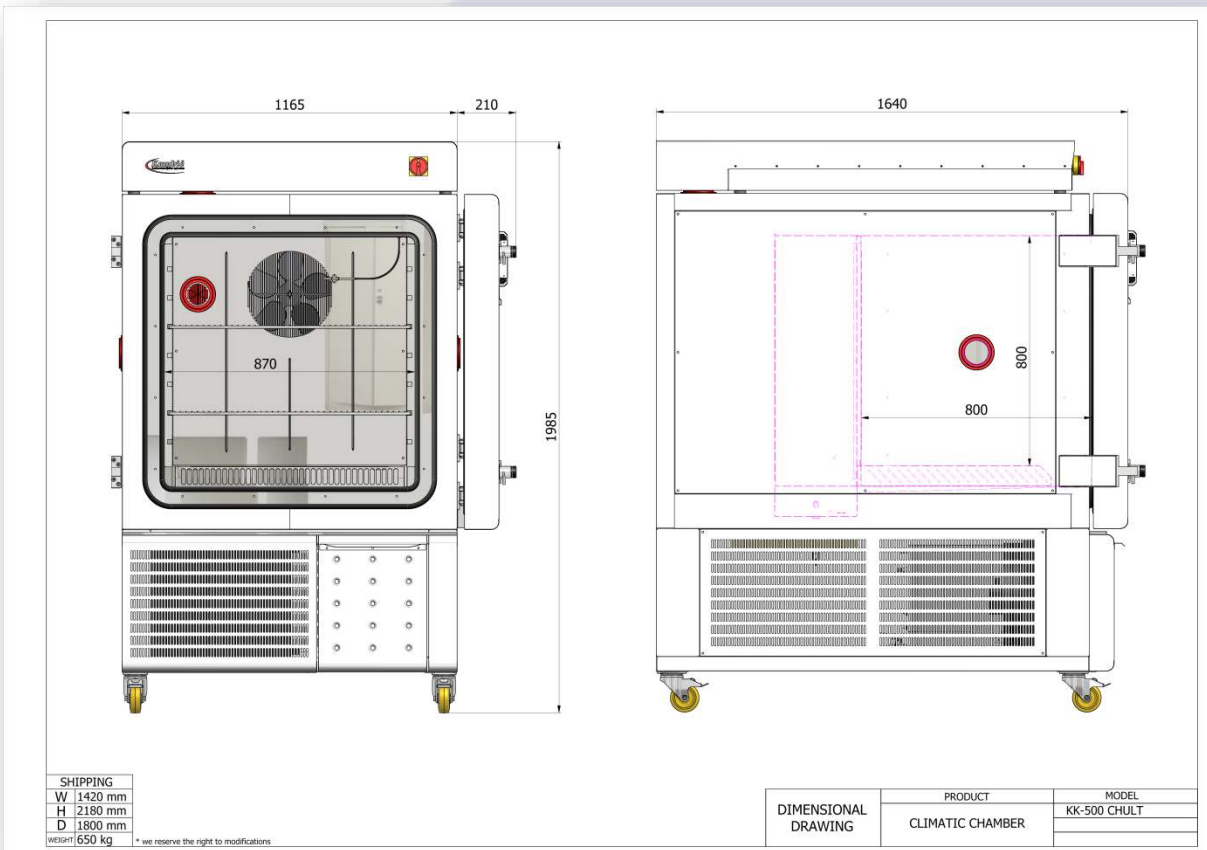 1165
210
1640
870
1985
800
800
SHIPPING
W 1420 mm
H 2180 mm
D 1800 mm
WEIGHT 650 kg
* we reserve the right to modifications
DIMENSIONAL
DRAWING
PRODUCT
CLIMATIC CHAMBER
MODEL
KK-500 CHULT